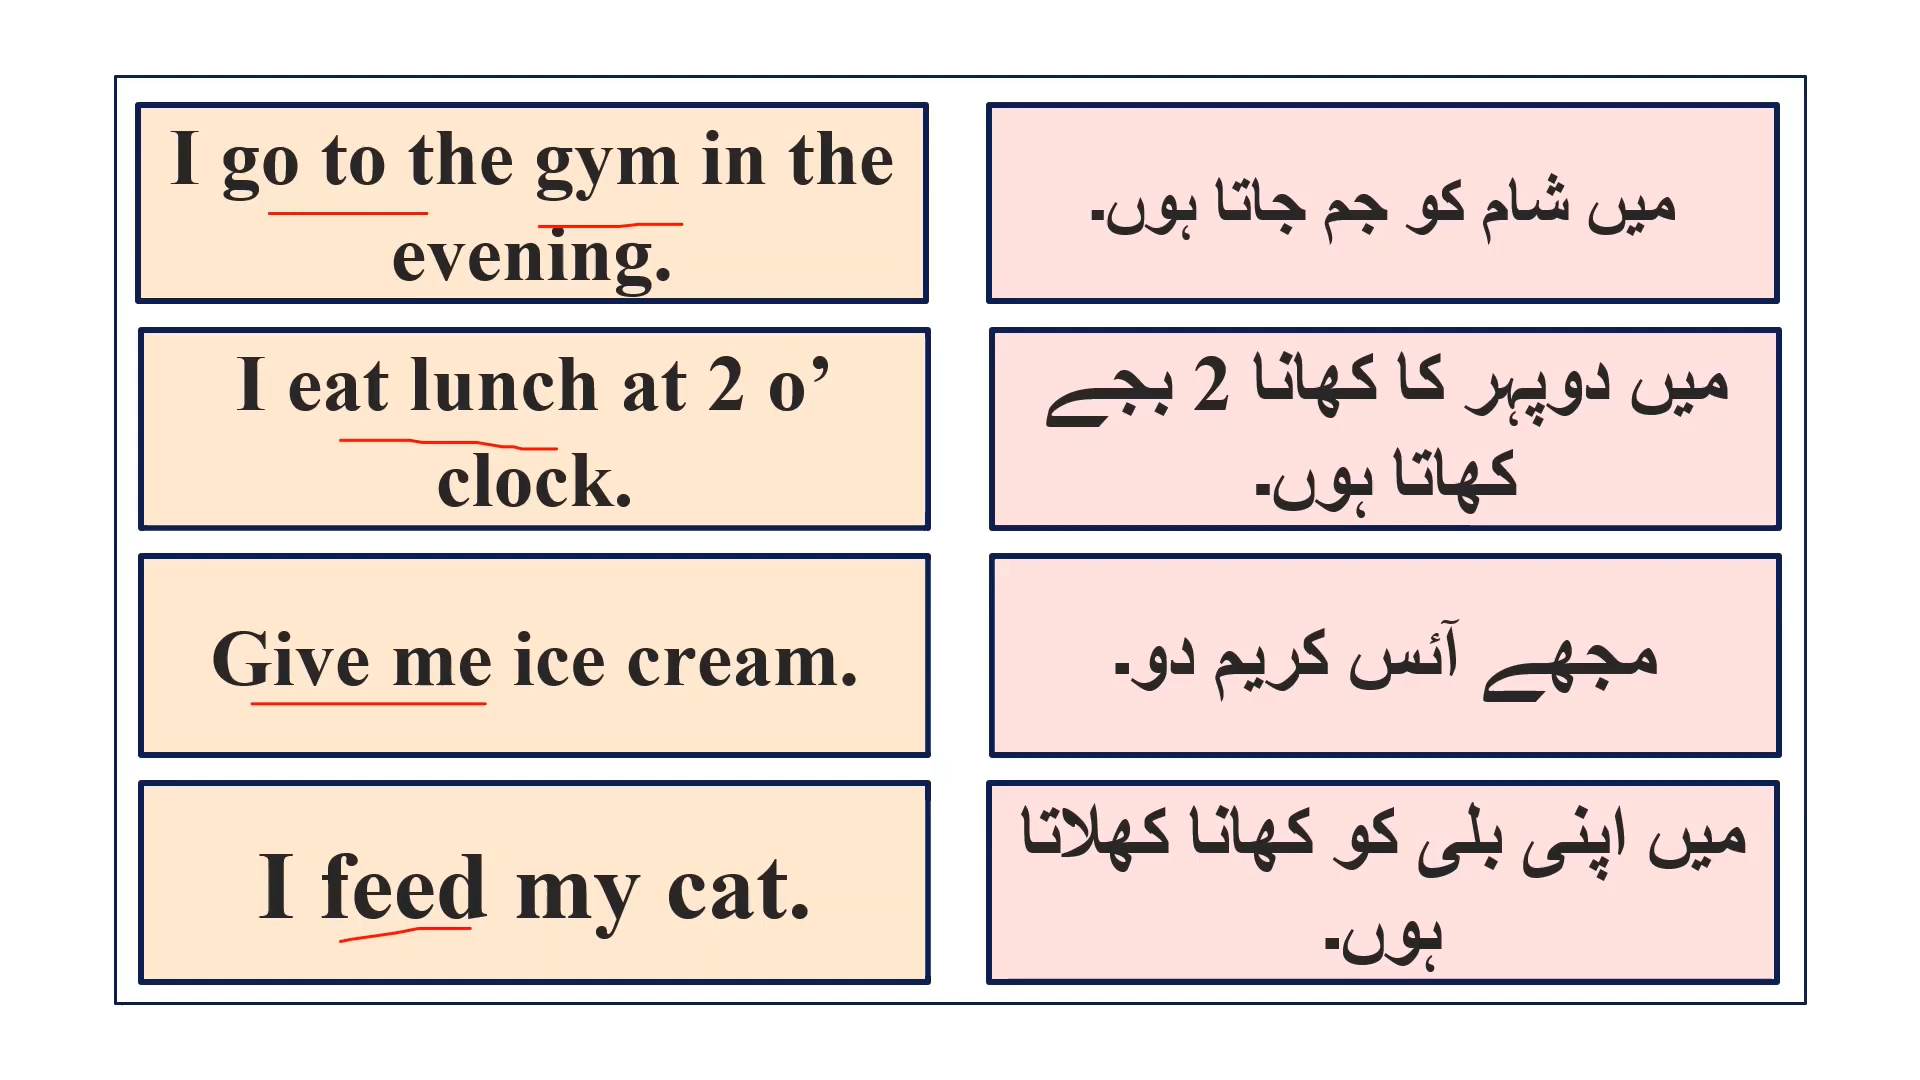 I go to the gym in the
evening.
میں شام کو جم جاتا ہوں۔
I eat lunch at 2 o’
clock.
میں دوپہر کا کھانا 2 بجے
کھاتا ہوں۔
Give me ice cream.
مجھے آئس کریم دو۔
I feed my cat.
میں اپنی بلی کو کھانا کھلاتا
ہوں۔